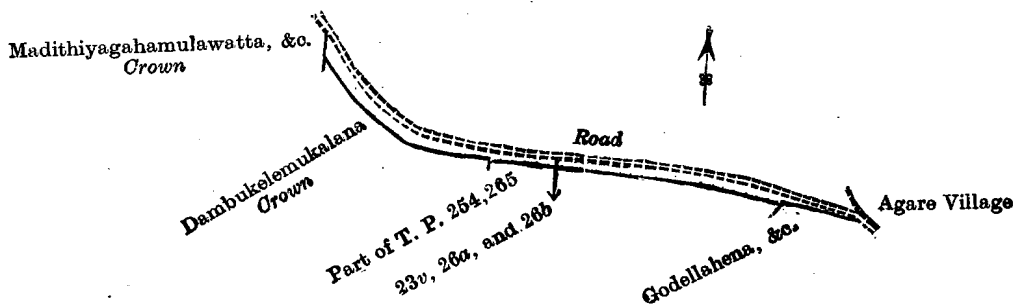 Madithiyagahamulawatta, &c.
Crown
Road
Dambukelemukalana
Crown
Part of T. P. 254,265
23v, 26a, and 26b
Godellahena, &c.
Agare Village